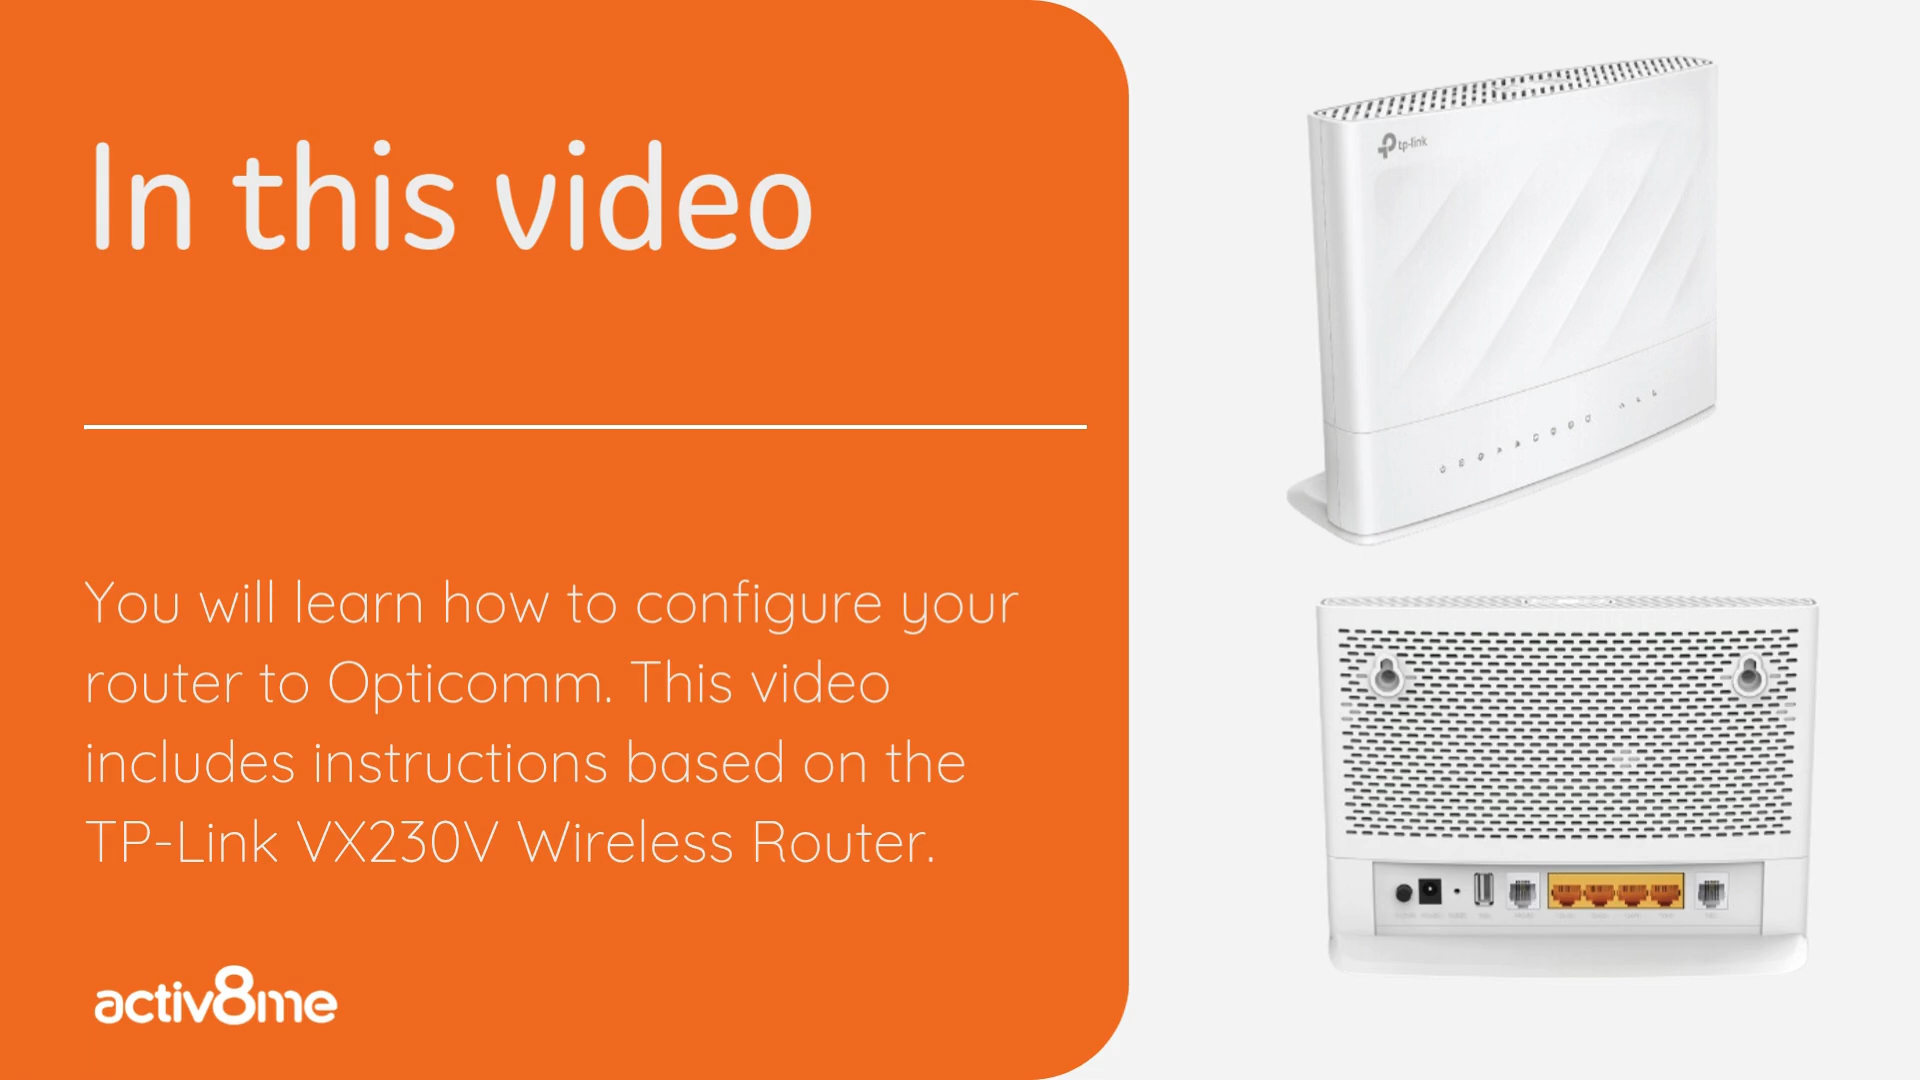 In this video
You will learn how to configure your
router to Opticomm. This video
includes instructions based on the
TP-Link VX230V Wireless Router.
activ8me
tp-link